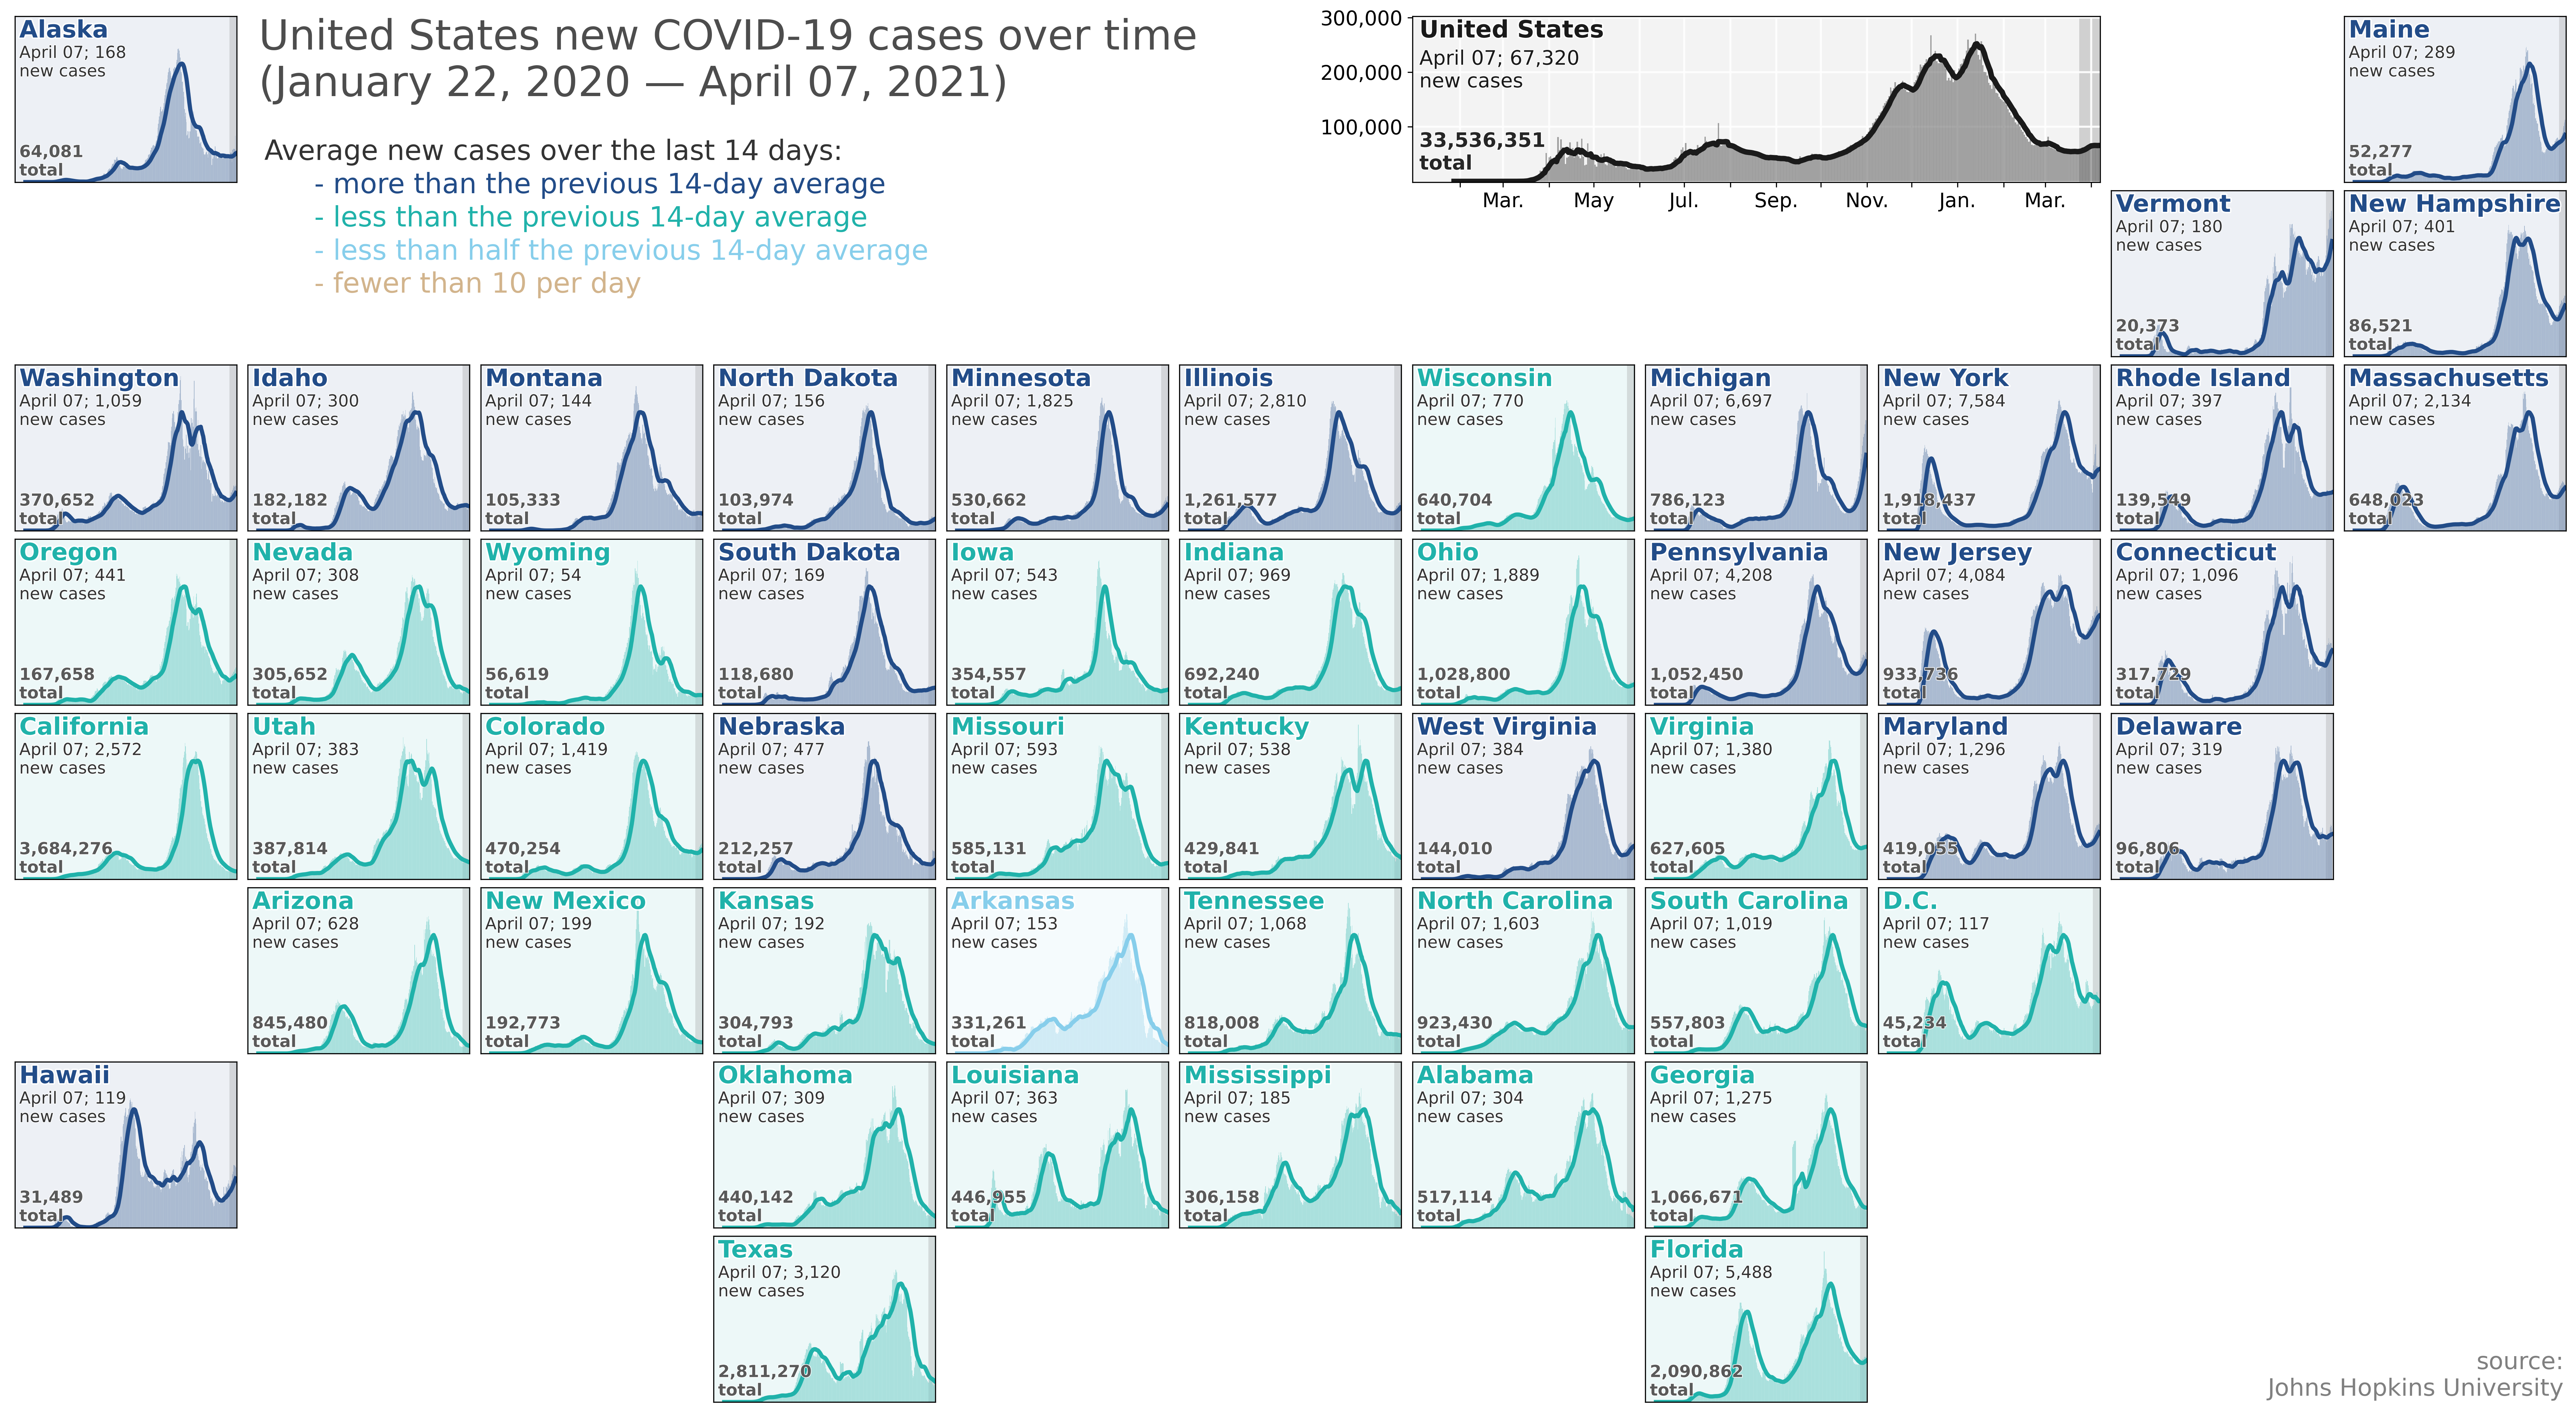 United States new COVID-19 cases over time
(January 22, 2020 — April 07, 2021)
Average new cases over the last 14 days:
- more than the previous 14-day average
- less than the previous 14-day average
- less than half the previous 14-day average
- fewer than 10 per day
Alaska
April 07; 168
new cases
64,081
total
300,000
200,000
100,000
United States
April 07; 67,320
new cases
33,536,351
total
Mar.
May
Jul.
Sep.
Nov.
Jan.
Mar.
Maine
April 07; 289
new cases
52,277
total
Vermont
April 07; 180
new cases
20,373
total
New Hampshire
April 07; 401
new cases
86,521
total
Washington
April 07; 1,059
new cases
370,652
total
Idaho
April 07; 300
new cases
182,182
total
Montana
April 07; 144
new cases
105,333
total
North Dakota
April 07; 156
new cases
103,974
total
Minnesota
April 07; 1,825
new cases
530,662
total
Illinois
April 07; 2,810
new cases
1,261,577
total
Wisconsin
April 07; 770
new cases
640,704
total
Michigan
April 07; 6,697
new cases
786,123
total
New York
April 07; 7,584
new cases
1,918,437
total
Rhode Island
April 07; 397
new cases
139,549
total
Massachusetts
April 07; 2,134
new cases
648,023
total
Oregon
April 07; 441
new cases
167,658
total
Nevada
April 07; 308
new cases
305,652
total
Wyoming
April 07; 54
new cases
56,619
total
South Dakota
April 07; 169
new cases
118,680
total
Iowa
April 07; 543
new cases
354,557
total
Indiana
April 07; 969
new cases
692,240
total
Ohio
April 07; 1,889
new cases
1,028,800
total
Pennsylvania
April 07; 4,208
new cases
1,052,450
total
New Jersey
April 07; 4,084
new cases
933,736
total
Connecticut
April 07; 1,096
new cases
317,729
total
California
April 07; 2,572
new cases
3,684,276
total
Utah
April 07; 383
new cases
387,814
total
Colorado
April 07; 1,419
new cases
470,254
total
Nebraska
April 07; 477
new cases
212,257
total
Missouri
April 07; 593
new cases
585,131
total
Kentucky
April 07; 538
new cases
429,841
total
West Virginia
April 07; 384
new cases
144,010
total
Virginia
April 07; 1,380
new cases
627,605
total
Maryland
April 07; 1,296
new cases
419,055
total
Delaware
April 07; 319
new cases
96,806
total
Arizona
April 07; 628
new cases
845,480
total
New Mexico
April 07; 199
new cases
192,773
total
Kansas
April 07; 192
new cases
304,793
total
Arkansas
April 07; 153
new cases
331,261
total
Tennessee
April 07; 1,068
new cases
818,008
total
North Carolina
April 07; 1,603
new cases
923,430
total
South Carolina
April 07; 1,019
new cases
557,803
total
D.C.
April 07; 117
new cases
45,234
total
Hawaii
April 07; 119
new cases
31,489
total
Oklahoma
April 07; 309
new cases
440,142
total
Louisiana
April 07; 363
new cases
446,955
total
Mississippi
April 07; 185
new cases
306,158
total
Alabama
April 07; 304
new cases
517,114
total
Georgia
April 07; 1,275
new cases
1,066,671
total
Texas
April 07; 3,120
new cases
2,811,270
total
Florida
April 07; 5,488
new cases
2,090,862
total
source:
Johns Hopkins University